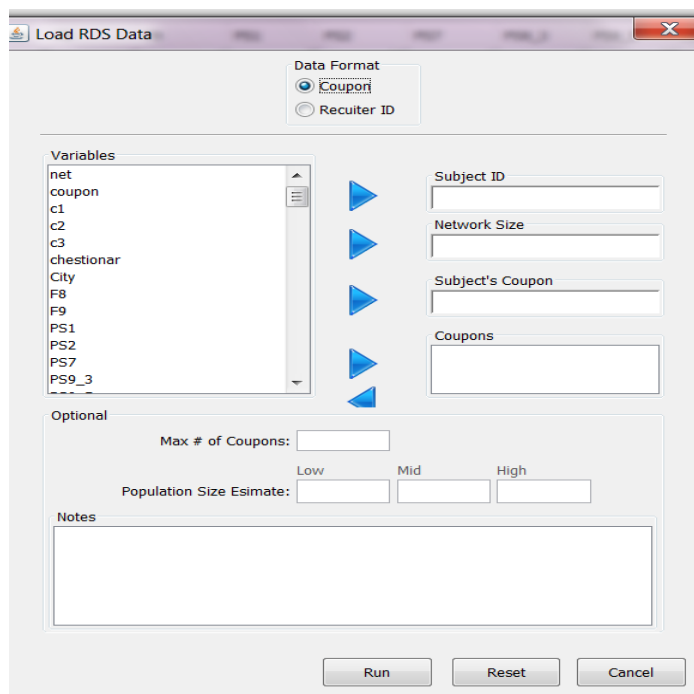 Load RDS Data
Data Format
Coupon
Recuiter ID
Variables
net
coupon
c1
c2
c3
chestionar
City
F8
F9
PS1
PS2
PS7
PS9_3
Subject ID
Network Size
Subject's Coupon
Coupons
Optional
Max # of Coupons:
Low Mid High
Population Size Esimate:
Notes
Run Reset Cancel